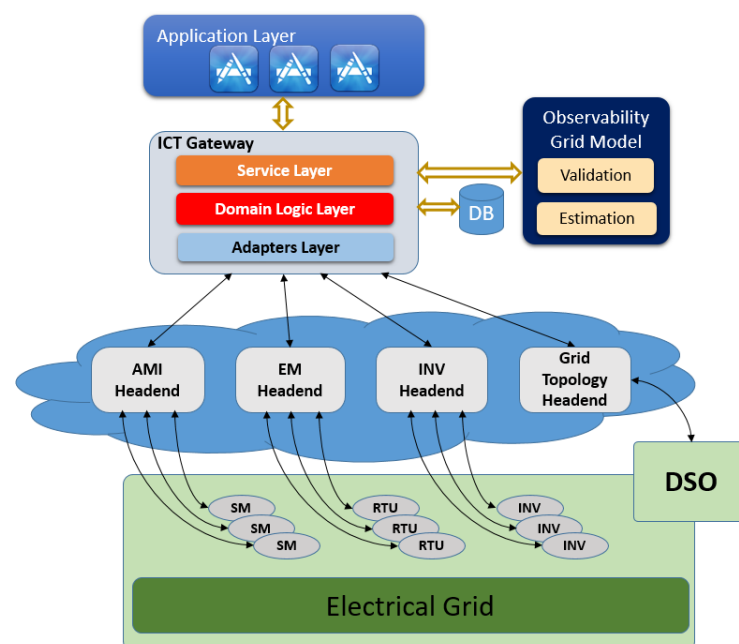 Application Layer
ICT Gateway
Service Layer
Domain Logic Layer
Adapters Layer
DB
Observability
Grid Model
Validation
Estimation
AMI
Headend
EM
Headend
INV
Headend
Grid
Topology
Headend
DSO
SM
SM
SM
RTU
RTU
RTU
INV
INV
INV
Electrical Grid